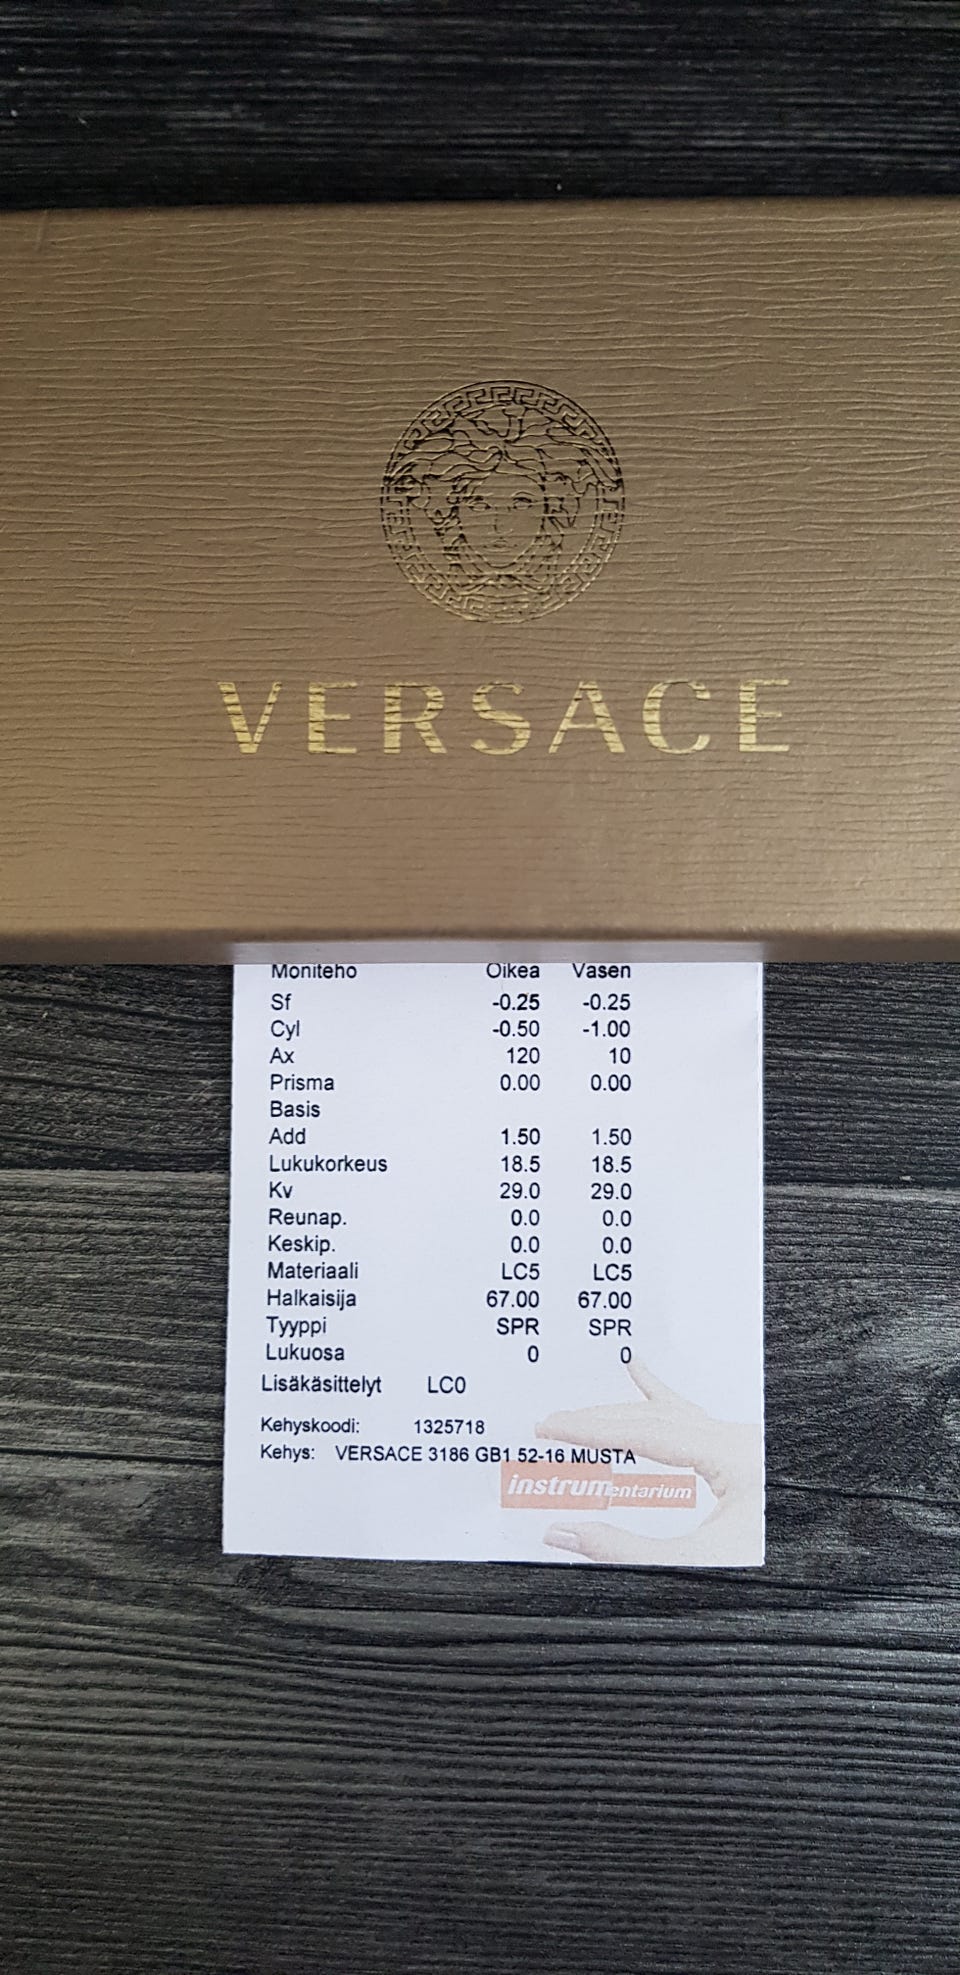 VERSACE
Moniteho Oikea Vasen
Sf -0.25 -0.25
Cyl -0.50 -1.00
Ax 120 10
Prisma 0.00 0.00
Basis
Add 1.50 1.50
Lukukorkeus 18.5 18.5
Kv 29.0 29.0
Reunap. 0.0 0.0
Keskip. 0.0 0.0
Materiaali LC5 LC5
Halkaisija 67.00 67.00
Tyyppi SPR SPR
Lukuosa 0 0
Lisäkäsittelyt LC0
Kehyskoodi: 1325718
Kehys: VERSACE 3186 GB1 52-16 MUSTA
instrumentarium